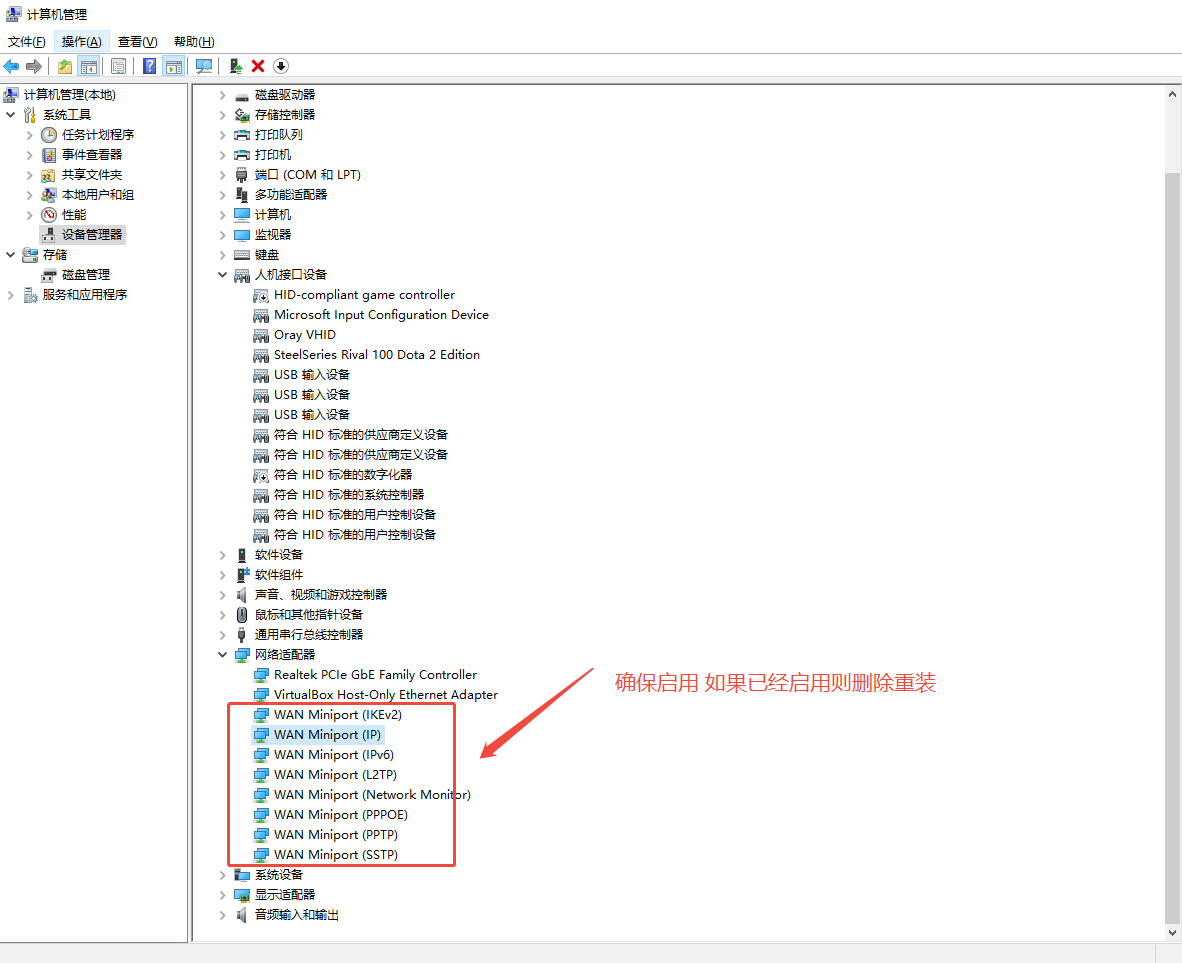 计算机管理
文件(F) 操作(A) 查看(V) 帮助(H)
计算机管理(本地)
系统工具
任务计划程序
事件查看器
共享文件夹
本地用户和组
性能
设备管理器
存储
磁盘管理
服务和应用程序
磁盘驱动器
存储控制器
打印队列
打印机
端口 (COM 和 LPT)
多功能适配器
计算机
监视器
键盘
人机接口设备
HID-compliant game controller
Microsoft Input Configuration Device
Oray VHID
SteelSeries Rival 100 Dota 2 Edition
USB 输入设备
USB 输入设备
USB 输入设备
符合 HID 标准的供应商定义设备
符合 HID 标准的供应商定义设备
符合 HID 标准的数字化器
符合 HID 标准的系统控制器
符合 HID 标准的用户控制设备
符合 HID 标准的用户控制设备
软件设备
软件组件
声音、视频和游戏控制器
鼠标和其他指针设备
通用串行总线控制器
网络适配器
Realtek PCIe GbE Family Controller
VirtualBox Host-Only Ethernet Adapter
WAN Miniport (IKEv2)
WAN Miniport (IP)
WAN Miniport (IPv6)
WAN Miniport (L2TP)
WAN Miniport (Network Monitor)
WAN Miniport (PPPOE)
WAN Miniport (PPTP)
WAN Miniport (SSTP)
系统设备
显示适配器
音频输入和输出
确保启用 如果已经启用则删除重装